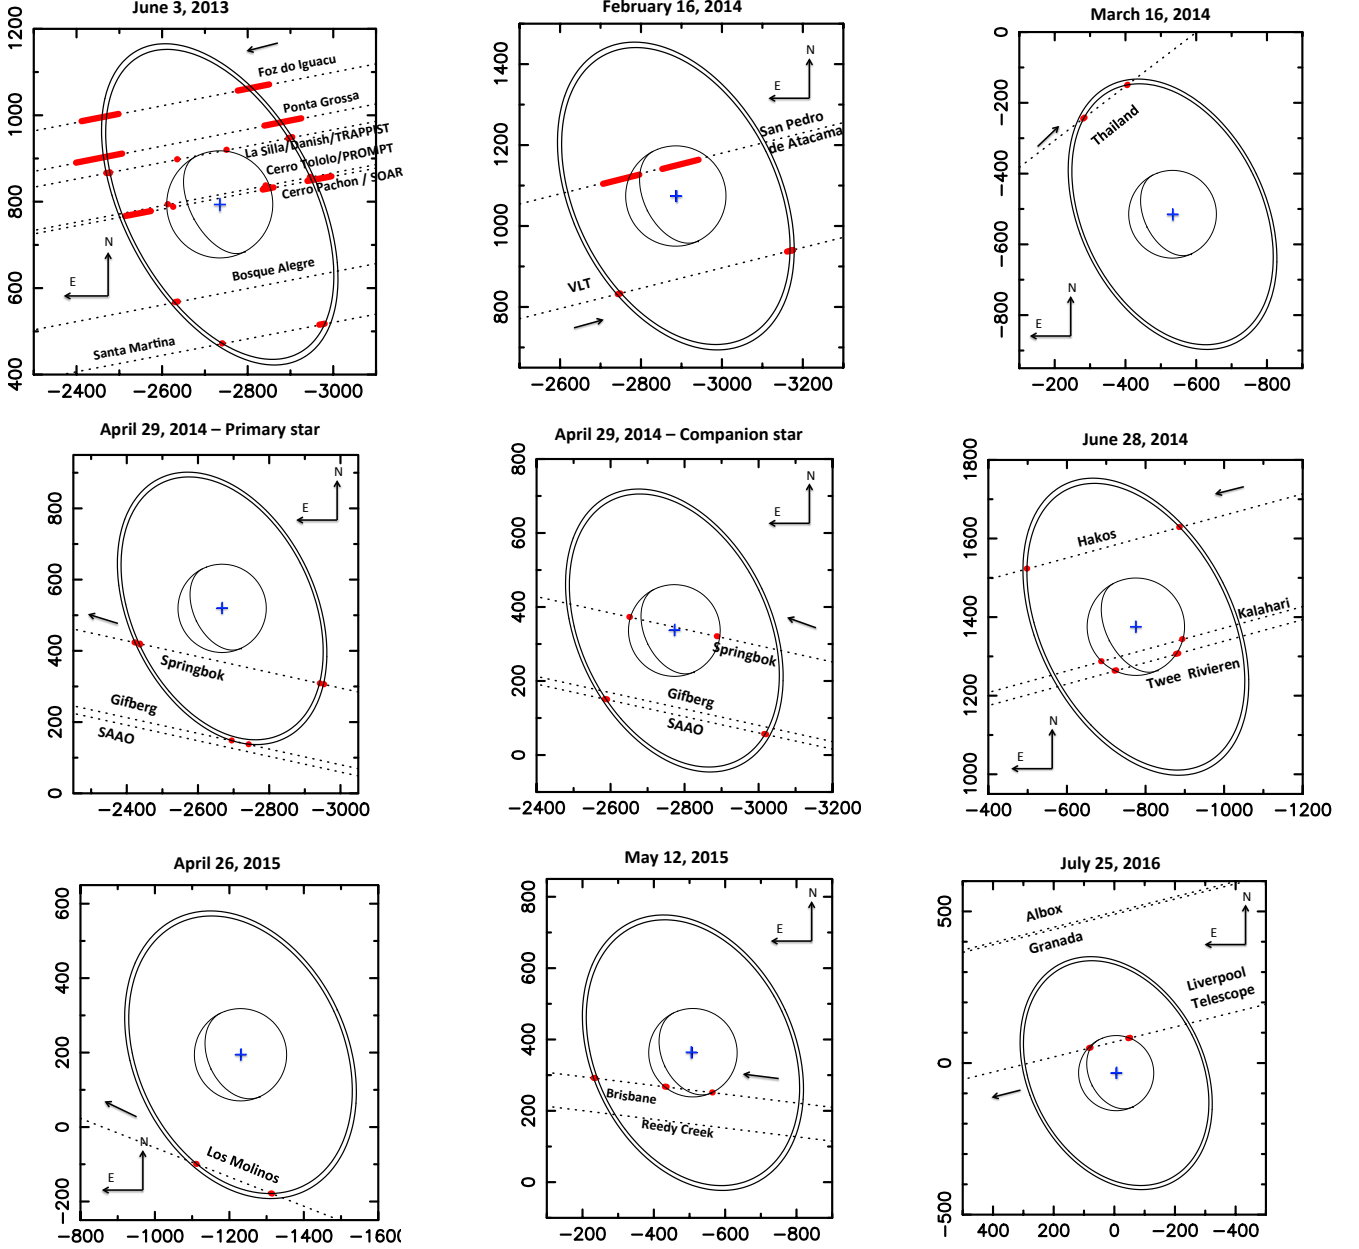 June 3, 2013
1200
1000
800
600
400
−2400
−2600
−2800
−3000
Foz do Iguacu
Ponta Grossa
La Silla/Danish/TRAPPIST
Cerro Tololo/PROMPT
Cerro Pachon / SOAR
Bosque Alegre
Santa Martina
N
E
February 16, 2014
1400
1200
1000
800
−2600
−2800
−3000
−3200
San Pedro
de Atacama
VLT
N
E
March 16, 2014
0
−200
−400
−600
−800
−200
−400
−600
−800
Thailand
N
E
April 29, 2014 – Primary star
800
600
400
200
0
−2400
−2600
−2800
−3000
Springbok
Gifberg
SAAO
N
E
April 29, 2014 – Companion star
800
600
400
200
0
−2400
−2600
−2800
−3000
−3200
Springbok
Gifberg
SAAO
N
E
June 28, 2014
1800
1600
1400
1200
1000
−400
−600
−800
−1000
−1200
Hakos
Kalahari
Twee Rivieren
N
E
April 26, 2015
600
400
200
0
−200
−800
−1000
−1200
−1400
Los Molinos
N
E
May 12, 2015
800
600
400
200
0
−200
−400
−600
−800
Brisbane
Reedy Creek
N
E
July 25, 2016
500
0
−500
400
200
0
−200
−400
Albox
Granada
Liverpool
Telescope
N
E